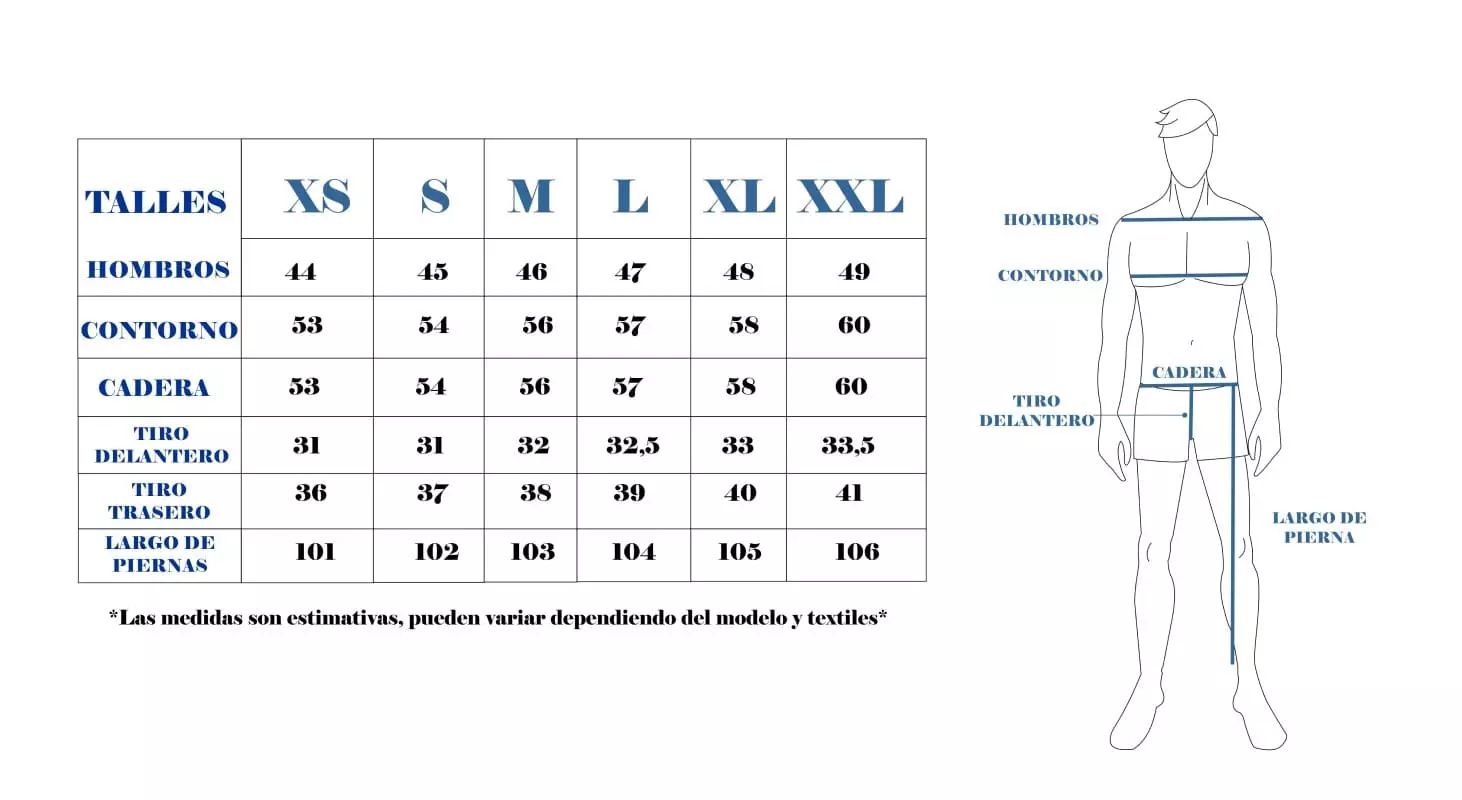 TALLES XS S M L XL XXL
HOMBROS 44 45 46 47 48 49
CONTORNO 53 54 56 57 58 60
CADERA 53 54 56 57 58 60
TIRO
DELANTERO 31 31 32 32,5 33 33,5
TIRO
TRASERO 36 37 38 39 40 41
LARGO DE
PIERNAS 101 102 103 104 105 106
*Las medidas son estimativas, pueden variar dependiendo del modelo y textiles*
HOMBROS
CONTORNO
CADERA
TIRO
DELANTERO
LARGO DE
PIERNA